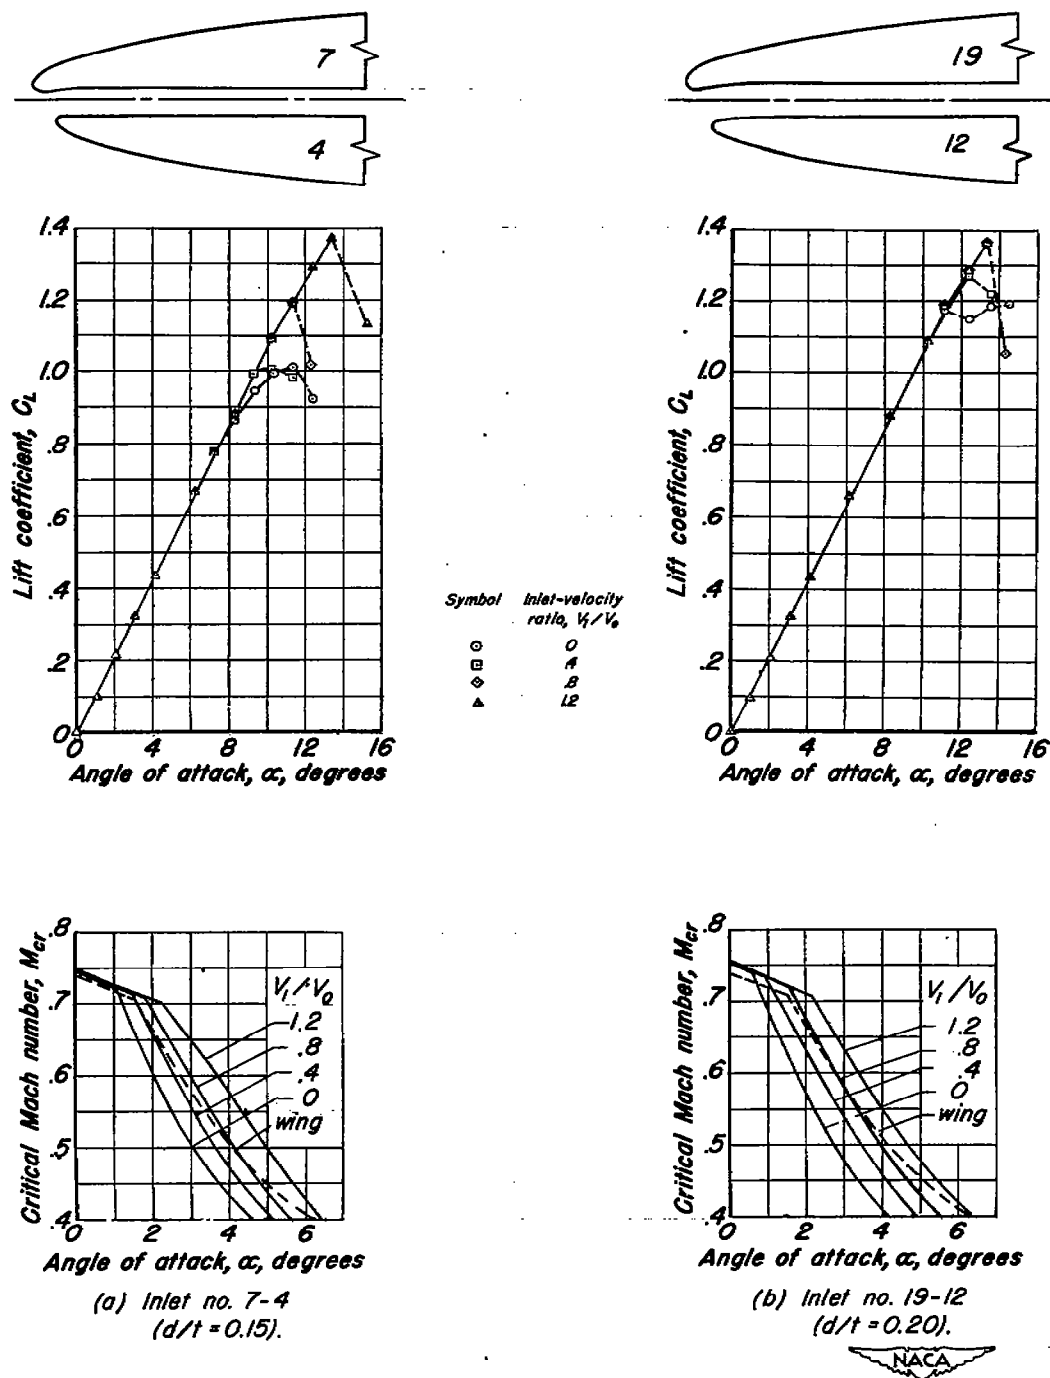 7
4
19
12
1.4
1.2
1.0
.8
.6
.4
.2
0
Lift coefficient, C_L
0 4 8 12 16
Angle of attack, α, degrees
Symbol Inlet-velocity
ratio, V₁/V₀
0
.4
.8
1.2
1.4
1.2
1.0
.8
.6
.4
.2
0
Lift coefficient, C_L
0 4 8 12 16
Angle of attack, α, degrees
.8
.7
.6
.5
.4
Critical Mach number, M_cr
V₁/V₀
1.2
.8
.4
0
wing
0 2 4 6
Angle of attack, α, degrees
(a) Inlet no. 7-4
(d/t = 0.15).
.8
.7
.6
.5
.4
Critical Mach number, M_cr
V₁/V₀
1.2
.8
.4
0
wing
0 2 4 6
Angle of attack, α, degrees
(b) Inlet no. 19-12
(d/t = 0.20).
NACA